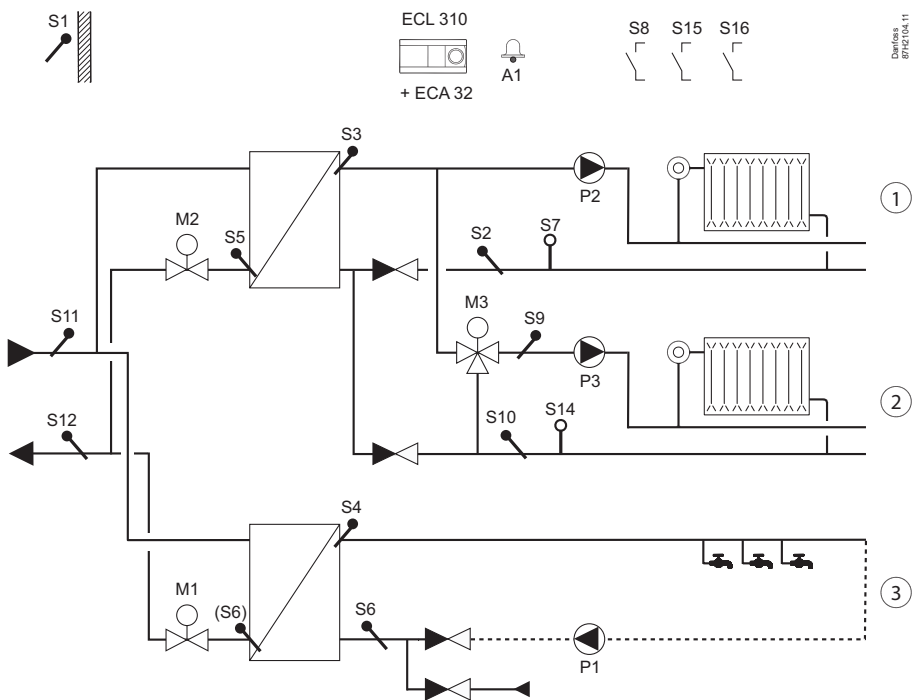 S1
ECL 310
+ ECA 32
A1
S8
S15
S16
Danfoss
87H2104.11
S3
P2
1
M2
S5
S2
S7
S11
M3
S9
P3
2
S12
S10
S14
S4
M1
(S6)
S6
P1
3